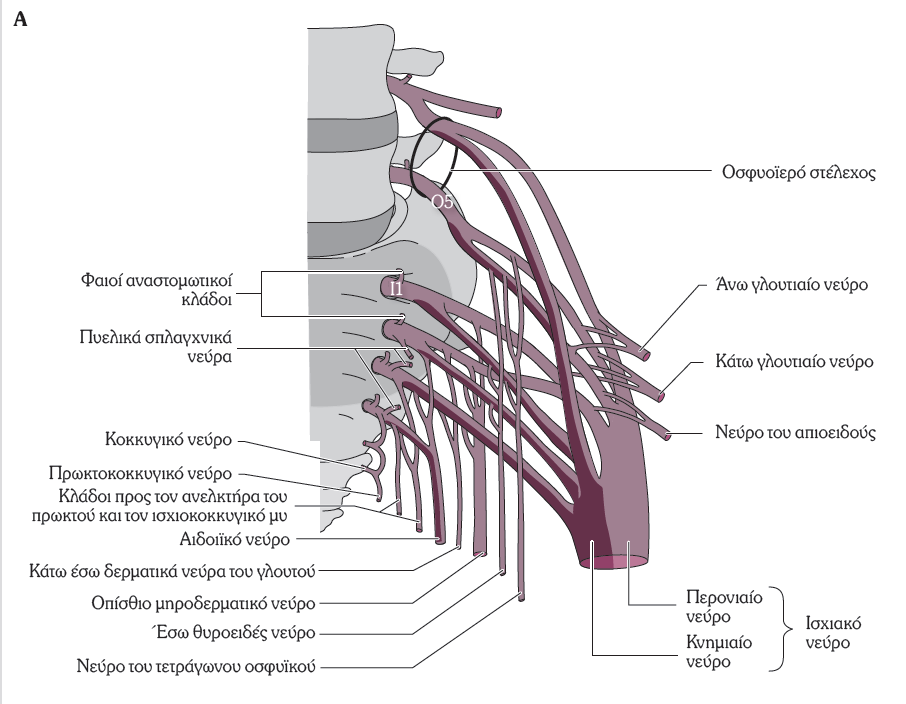 A
Οσφυοϊερό στέλεχος
O5
Φαιοί αναστομωτικοί
κλάδοι
I1
Άνω γλουτιαίο νεύρο
Πυελικά σπλαγχνικά
νεύρα
Κάτω γλουτιαίο νεύρο
Κοκκυγικό νεύρο
Νεύρο του απιοειδούς
Πρωκτοκοκκυγικό νεύρο
Κλάδοι προς τον ανελκτήρα του
πρωκτού και τον ισχιοκοκκυγικό μυ
Αιδοιϊκό νεύρο
Κάτω έσω δερματικά νεύρα του γλουτού
Οπίσθιο μηροδερματικό νεύρο
Έσω θυροειδές νεύρο
Νεύρο του τετράγωνου οσφυϊκού
Περονιαίο
νεύρο
Κνημιαίο
νεύρο
Ισχιακό
νεύρο